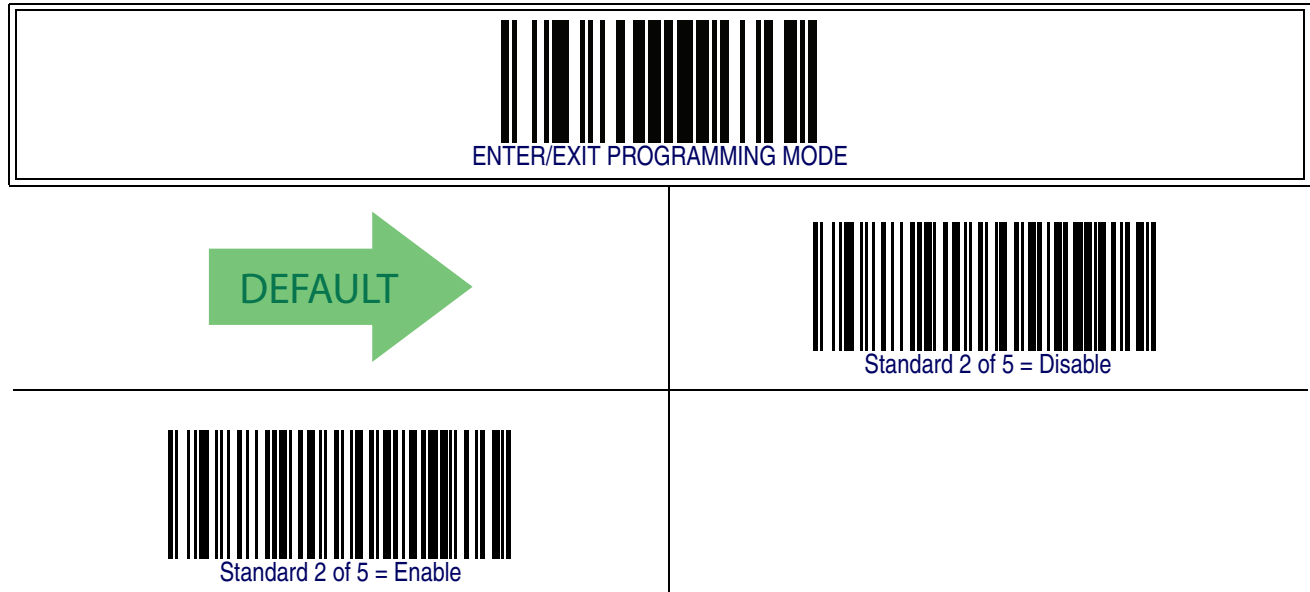 ENTER/EXIT PROGRAMMING MODE
DEFAULT
Standard 2 of 5 = Disable
Standard 2 of 5 = Enable